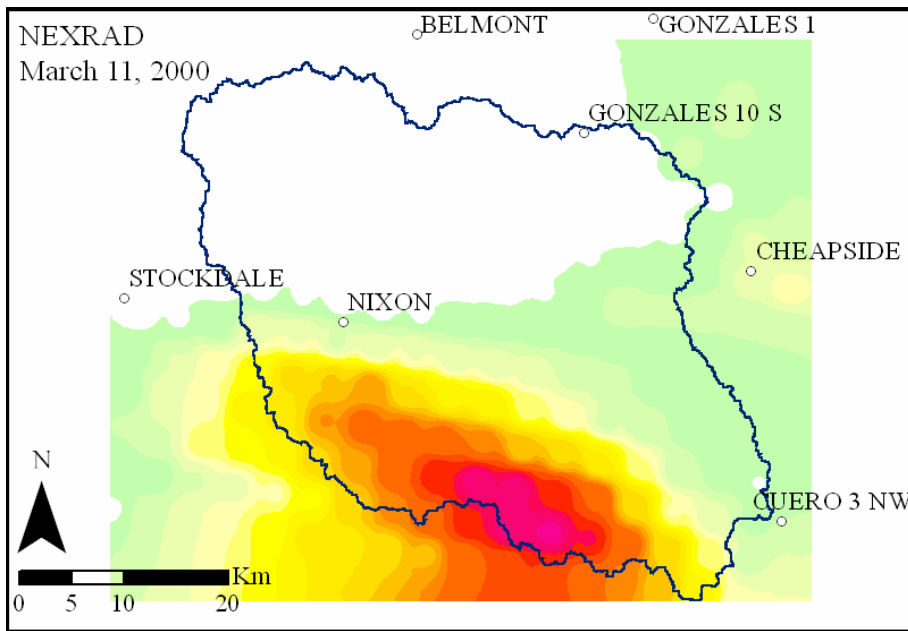 NEXRAD
March 11, 2000
BELMONT
GONZALES 1
GONZALES 10 S
CHEAPSIDE
STOCKDALE
NIXON
CUERO 3 NW
N
Km
0 5 10 20